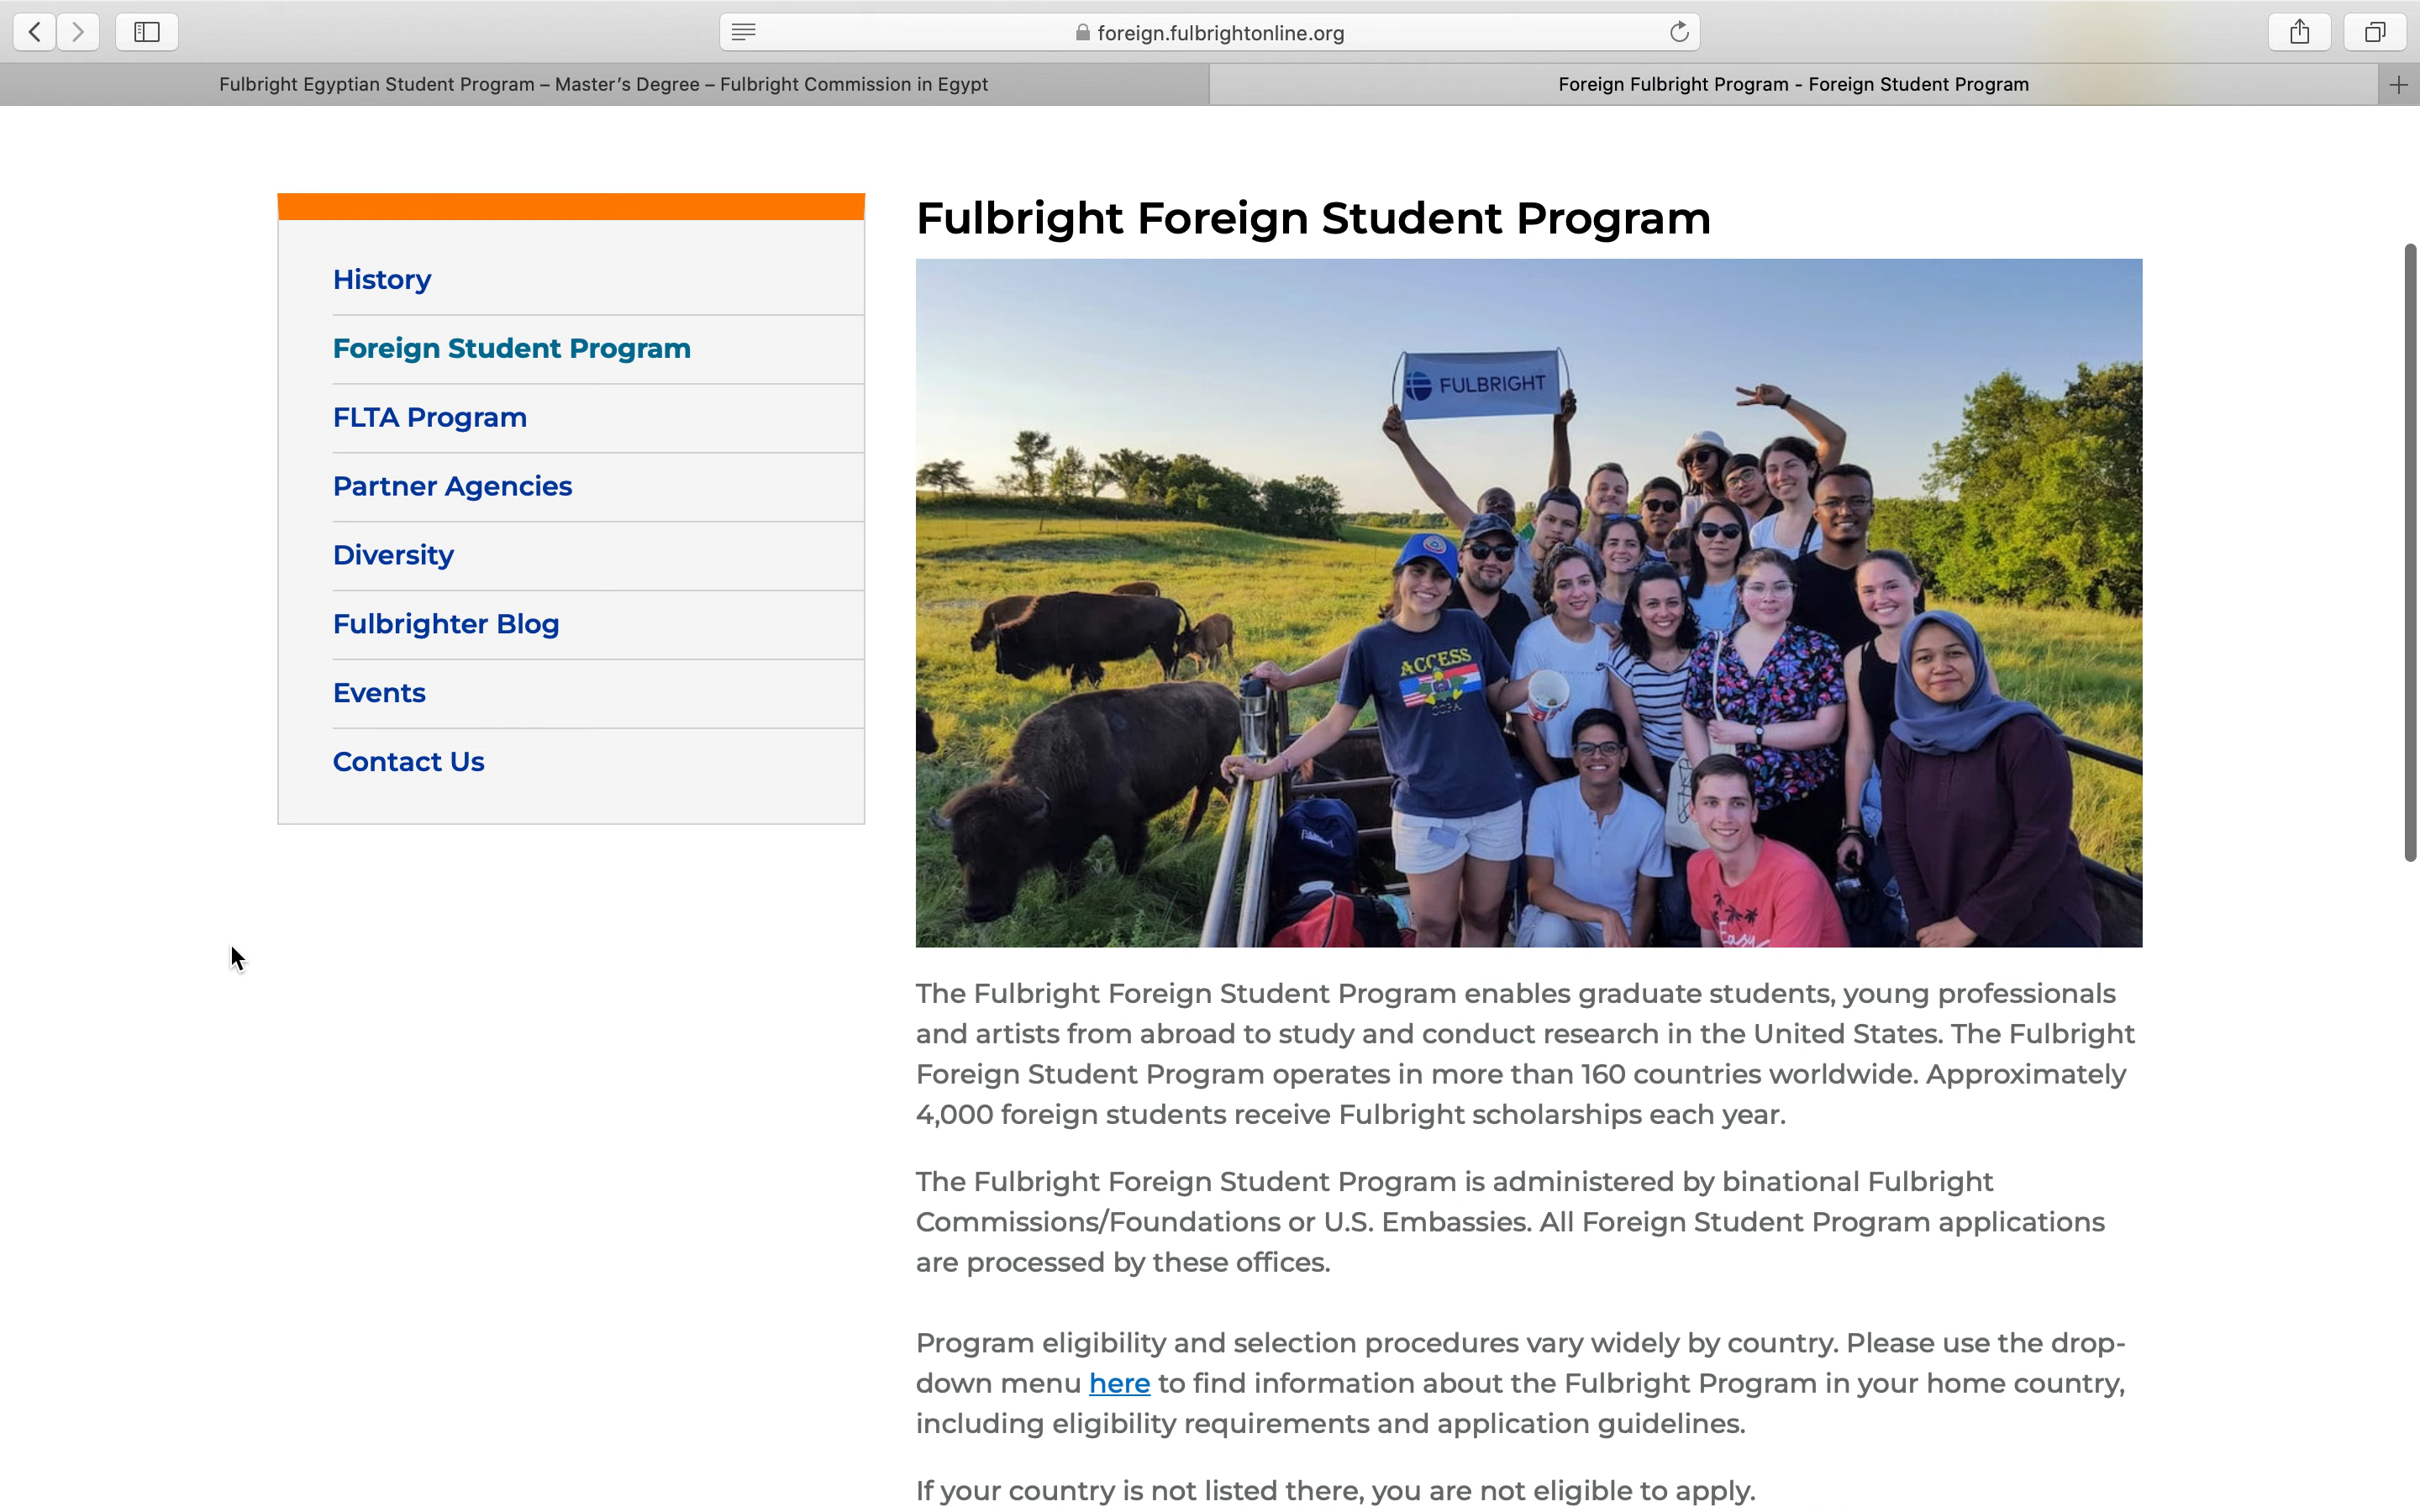 foreign.fulbrightonline.org
Fulbright Egyptian Student Program – Master's Degree – Fulbright Commission in Egypt
Foreign Fulbright Program - Foreign Student Program
History
Foreign Student Program
FLTA Program
Partner Agencies
Diversity
Fulbrighter Blog
Events
Contact Us
Fulbright Foreign Student Program
FULBRIGHT
ACCESS
Easy
The Fulbright Foreign Student Program enables graduate students, young professionals
and artists from abroad to study and conduct research in the United States. The Fulbright
Foreign Student Program operates in more than 160 countries worldwide. Approximately
4,000 foreign students receive Fulbright scholarships each year.
The Fulbright Foreign Student Program is administered by binational Fulbright
Commissions/Foundations or U.S. Embassies. All Foreign Student Program applications
are processed by these offices.
Program eligibility and selection procedures vary widely by country. Please use the drop-
down menu here to find information about the Fulbright Program in your home country,
including eligibility requirements and application guidelines.
If your country is not listed there, you are not eligible to apply.